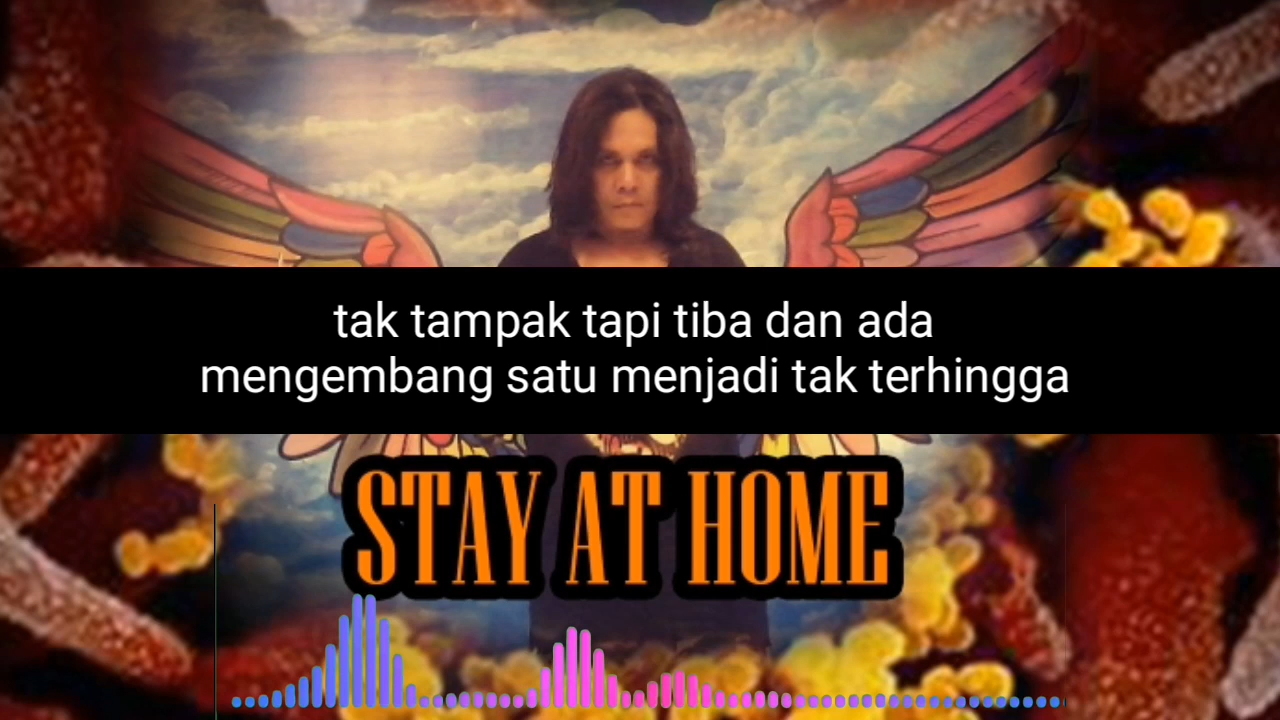 tak tampak tapi tiba dan ada
mengembang satu menjadi tak terhingga
STAY AT HOME